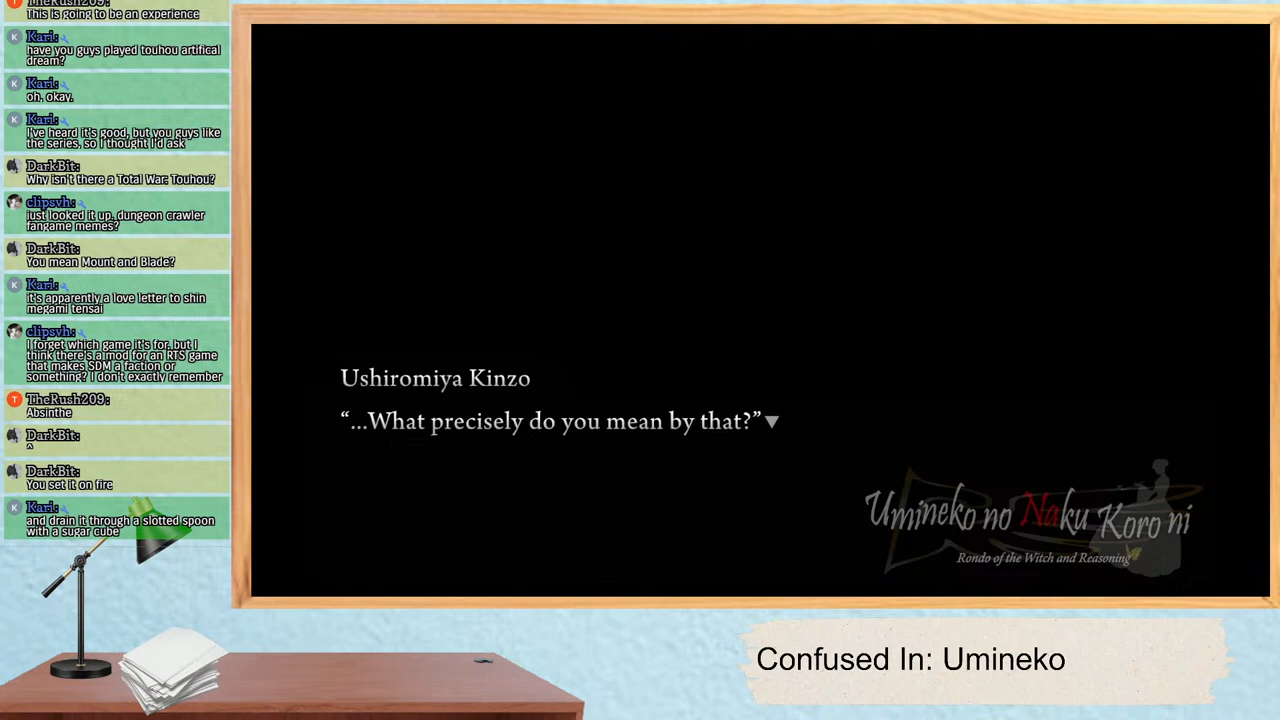 TheRush209:
This is going to be an experience
Kari:
have you guys played touhou artifical
dream?
Kari:
oh, okay.
Kari:
I've heard it's good, but you guys like
the series, so I thought I'd ask
DarkBit:
Why isn't there a Total War: Touhou?
clipsvh:
just looked it up. dungeon crawler
fangame memes?
DarkBit:
You mean Mount and Blade?
Kari:
it's apparently a love letter to shin
megami tensai
clipsvh:
I forget which game it's for, but I
think there's a mod for an RTS game
that makes SDM a faction or
something? I don't exactly remember
TheRush209:
Absinthe
DarkBit:
^
DarkBit:
You set it on fire
Kari:
and drain it through a slotted spoon
with a sugar cube
Ushiromiya Kinzo
“...What precisely do you mean by that?”
Umineko no Naku Koro ni
Rondo of the Witch and Reasoning
Confused In: Umineko